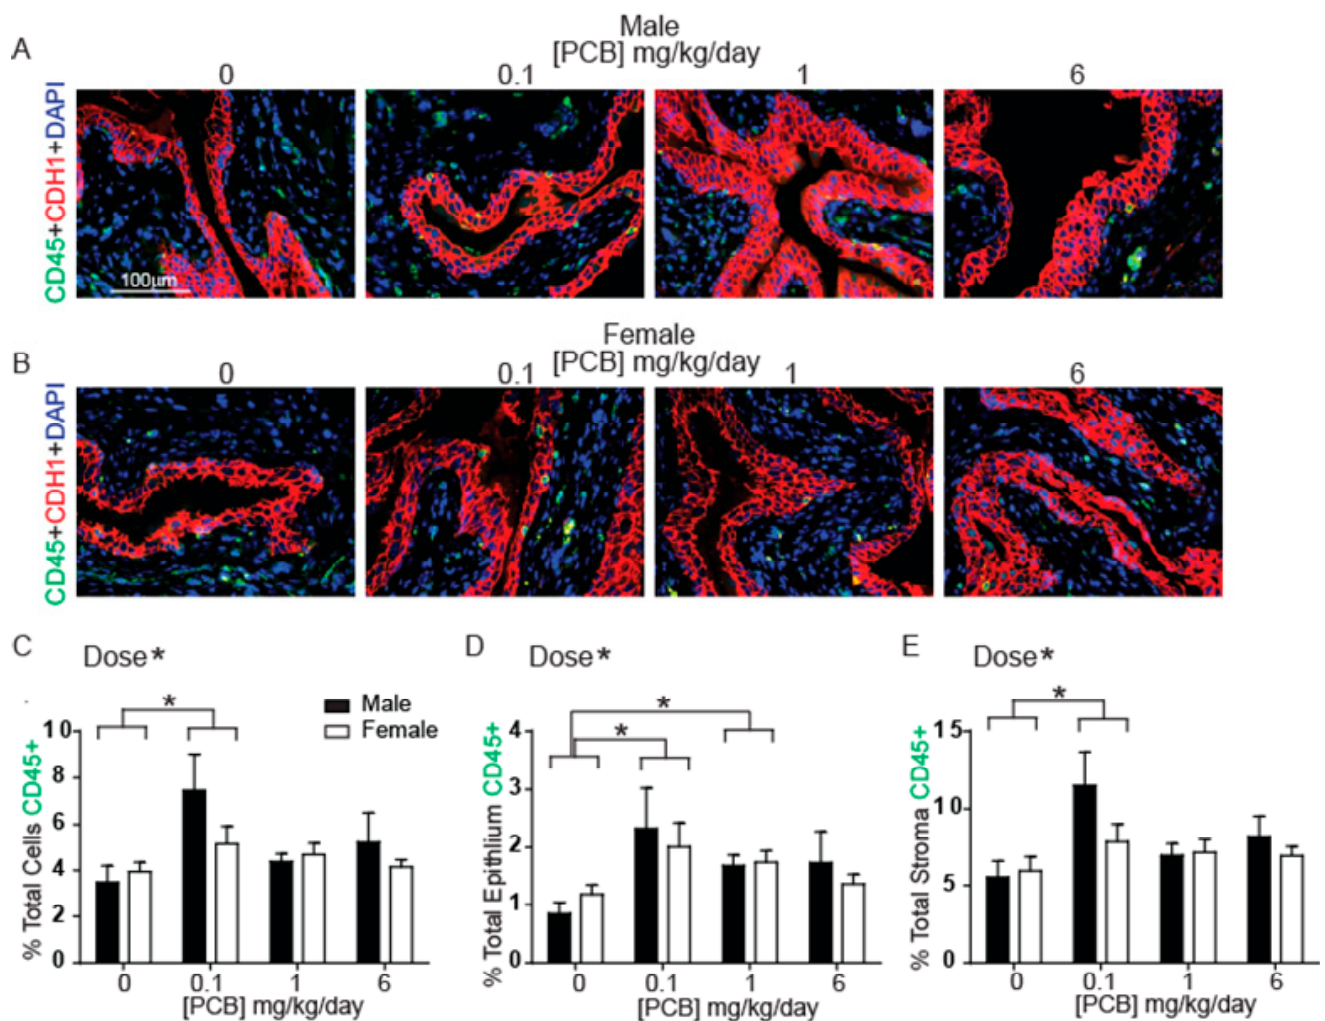 A
Male
[PCB] mg/kg/day
0 0.1 1 6
CD45+CDH1+DAPI
100µm
B
Female
[PCB] mg/kg/day
0 0.1 1 6
CD45+CDH1+DAPI
C Dose*
*
Male
Female
% Total Cells CD45+
10
8
6
4
2
0
0 0.1 1 6
[PCB] mg/kg/day
D Dose*
*
*
% Total Epithlium CD45+
4
3
2
1
0
0 0.1 1 6
[PCB] mg/kg/day
E Dose*
*
% Total Stroma CD45+
15
10
5
0
0 0.1 1 6
[PCB] mg/kg/day